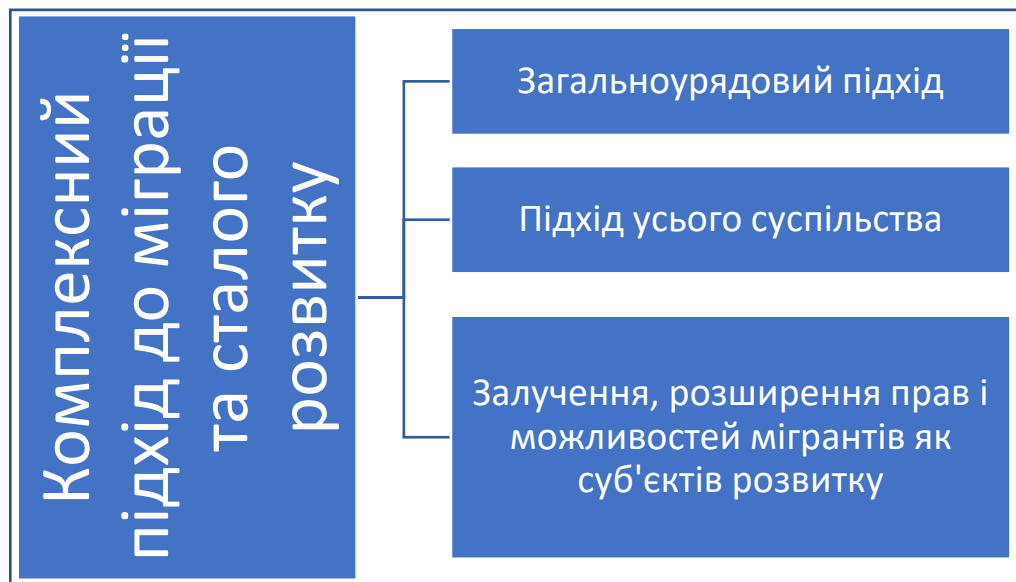 Комплексний
підхід до міграції
та сталого
розвитку
Загальноурядовий підхід
Підхід усього суспільства
Залучення, розширення прав і
можливостей мігрантів як
суб'єктів розвитку